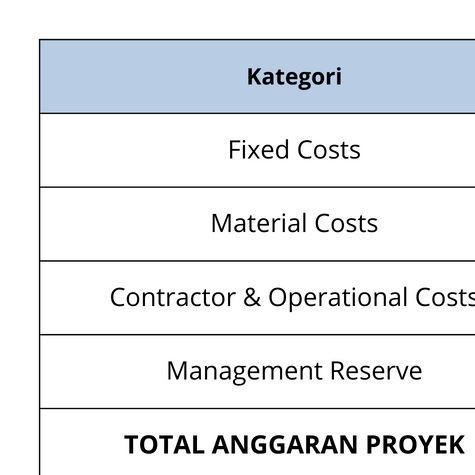 Kategori
Fixed Costs
Material Costs
Contractor & Operational Costs
Management Reserve
TOTAL ANGGARAN PROYEK